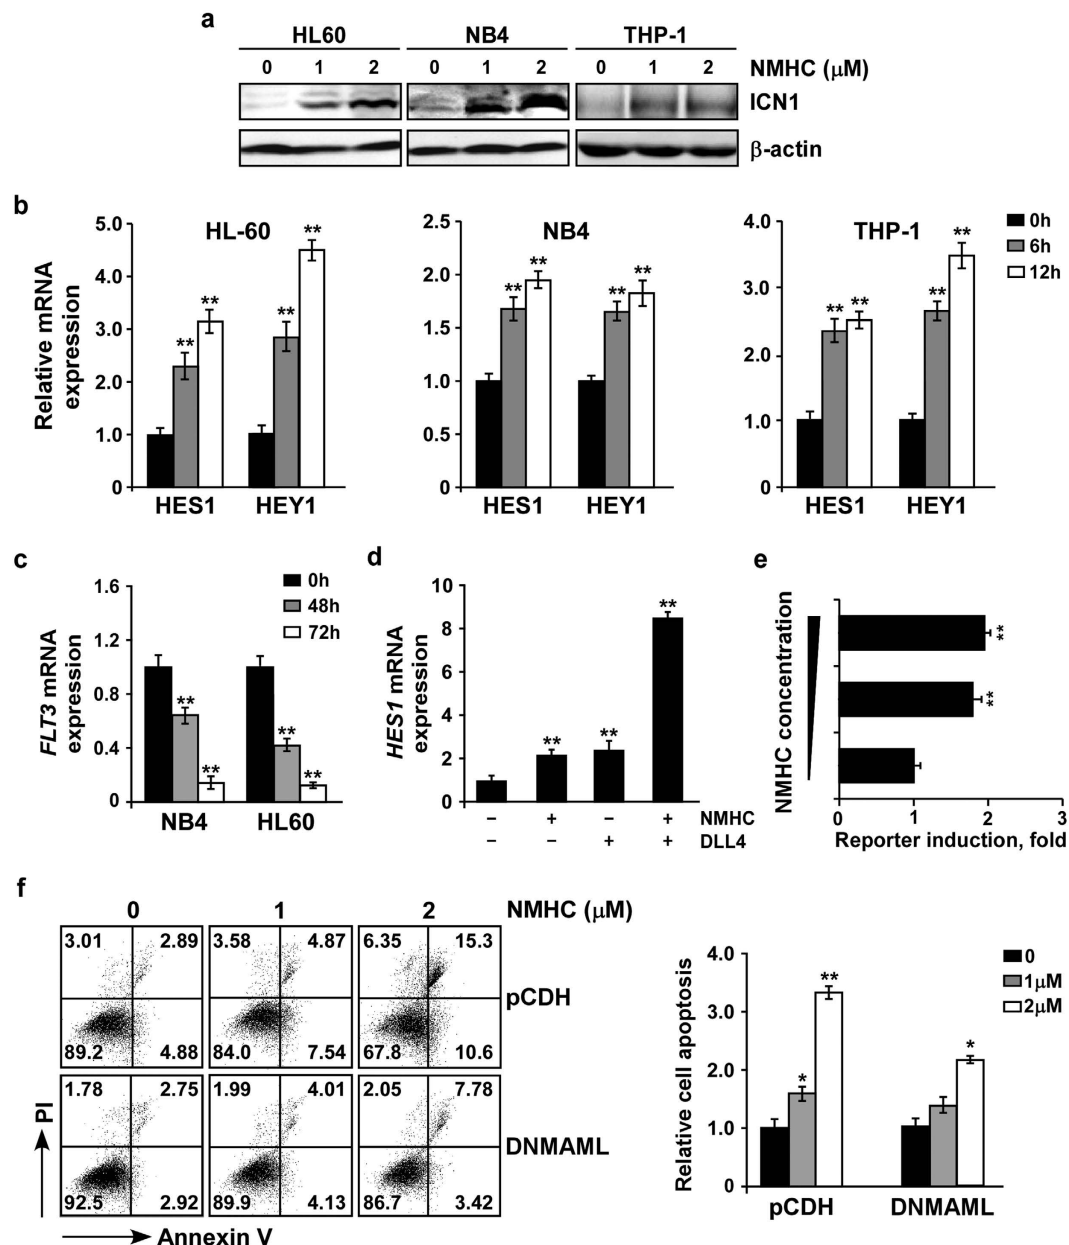 a
HL60 NB4 THP-1
0 1 2 0 1 2 0 1 2 NMHC (μM)
ICN1
β-actin
b
Relative mRNA
expression
HL-60
5.0
4.0
3.0
2.0
1.0
0
** ** ** **
HES1 HEY1
NB4
2.5
2.0
1.5
1.0
0.5
0
** ** ** **
HES1 HEY1
THP-1
4.0
3.0
2.0
1.0
0
** ** ** **
HES1 HEY1
0h
6h
12h
c
FLT3 mRNA
expression
1.6
1.2
0.8
0.4
0
** ** ** **
NB4 HL60
0h
48h
72h
d
HES1 mRNA
expression
10
8
6
4
2
0
** ** **
− + − + NMHC
− − + + DLL4
e
NMHC concentration
**
**
0 1 2 3
Reporter induction, fold
f
0 1 2 NMHC (μM)
3.01 2.89 3.58 4.87 6.35 15.3
pCDH
89.2 4.88 84.0 7.54 67.8 10.6
1.78 2.75 1.99 4.01 2.05 7.78
DNMAML
92.5 2.92 89.9 4.13 86.7 3.42
PI
Annexin V
Relative cell apoptosis
4.0
3.0
2.0
1.0
0
* ** *
pCDH DNMAML
0
1μM
2μM